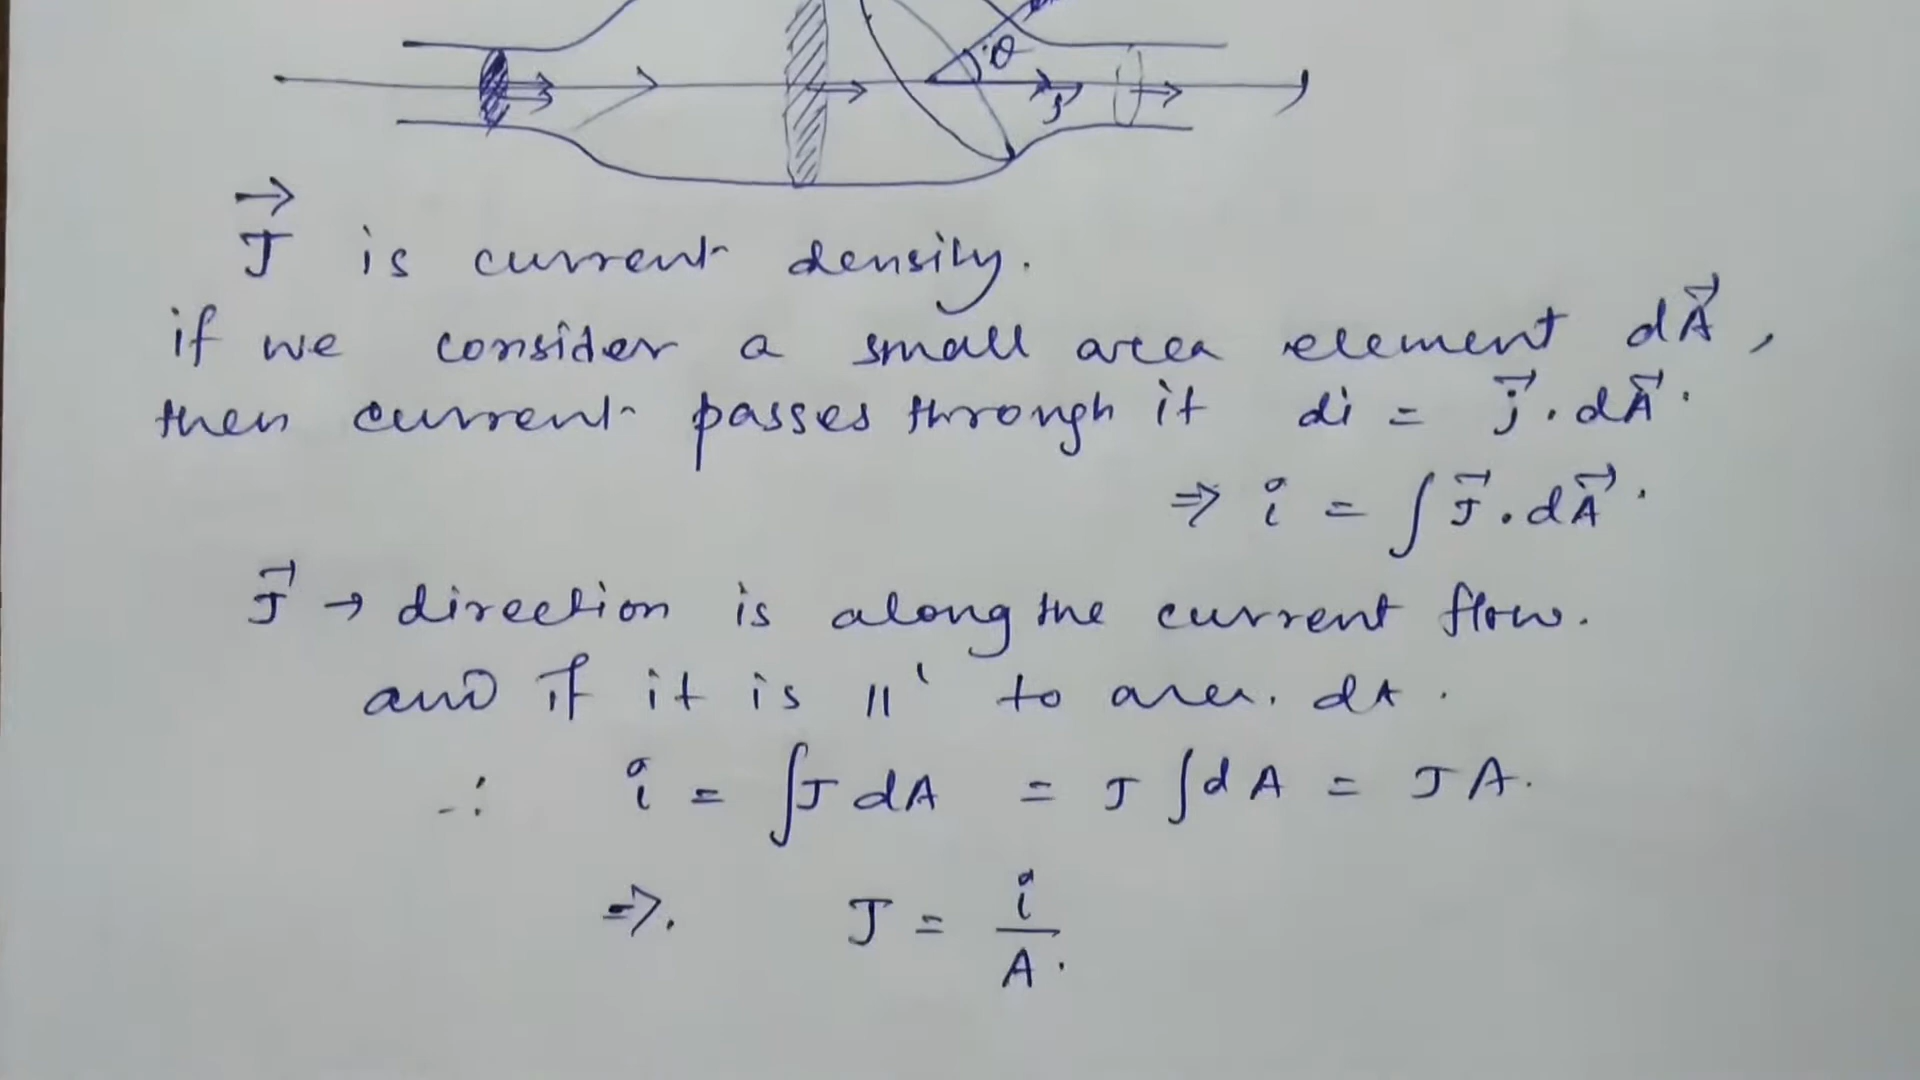 θ
J
J⃗ is current density.
if we consider a small area element dA⃗,
then current passes through it di = j⃗.dA⃗.
⇒ i = ∫J⃗.dA⃗.
J⃗ → direction is along the current flow.
and if it is ||' to area. dA.
∴ i = ∫J dA = J ∫dA = JA.
⇒. J = i/A.